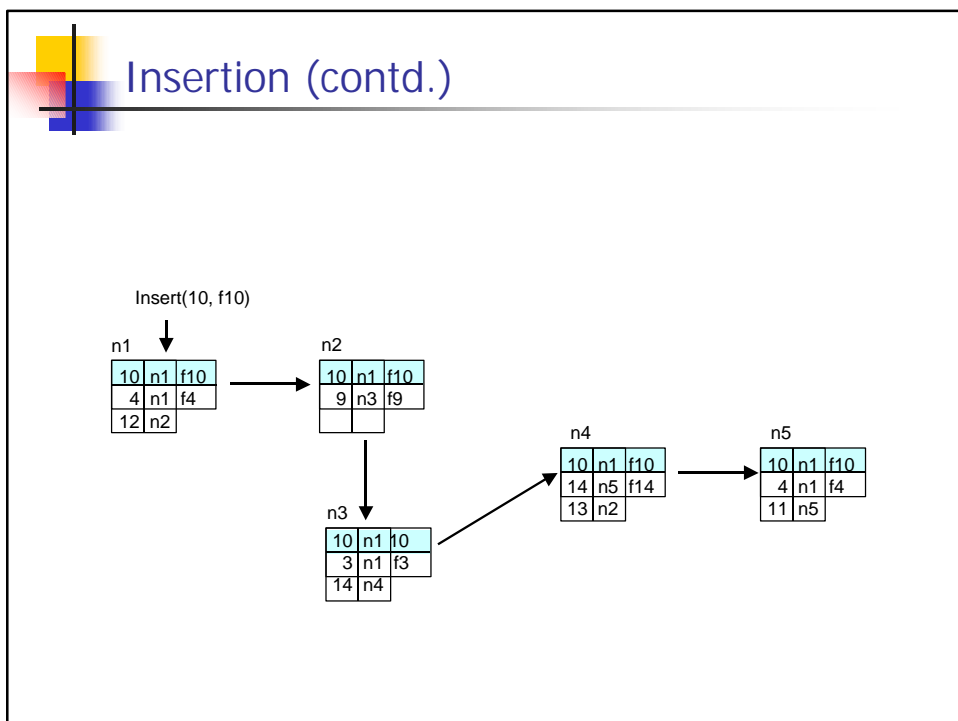 Insertion (contd.)
Insert(10, f10)
n1
10 n1 f10
4 n1 f4
12 n2
n2
10 n1 f10
9 n3 f9
n3
10 n1 10
3 n1 f3
14 n4
n4
10 n1 f10
14 n5 f14
13 n2
n5
10 n1 f10
4 n1 f4
11 n5